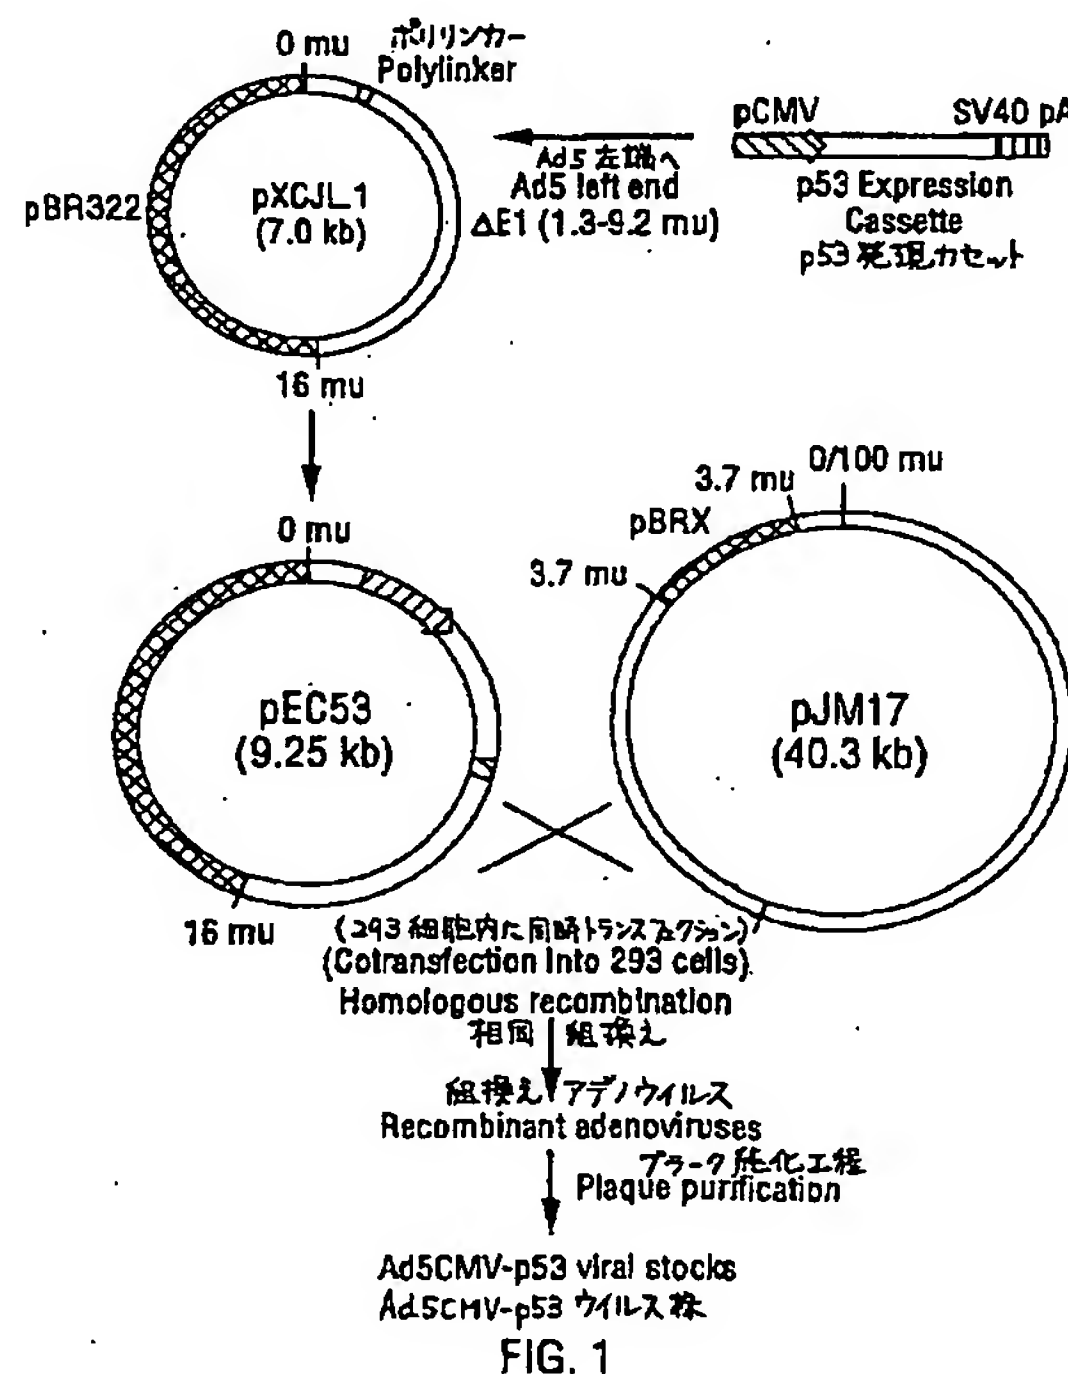 0 mu
ポリリンカー
Polylinker
pBR322
pXCJL.1
(7.0 kb)
16 mu
Ad5 左端へ
Ad5 left end
ΔE1 (1.3-9.2 mu)
pCMV
SV40 pA
p53 Expression
Cassette
p53 発現カセット
0 mu
pEC53
(9.25 kb)
16 mu
0/100 mu
3.7 mu
pBRX
3.7 mu
pJM17
(40.3 kb)
(293 細胞内に同時トランスフェクション)
(Cotransfection Into 293 cells)
Homologous recombination
相同 組換え
組換え アデノウイルス
Recombinant adenoviruses
プラーク純化工程
Plaque purification
Ad5CMV-p53 viral stocks
Ad5CMV-p53 ウイルス株
FIG. 1